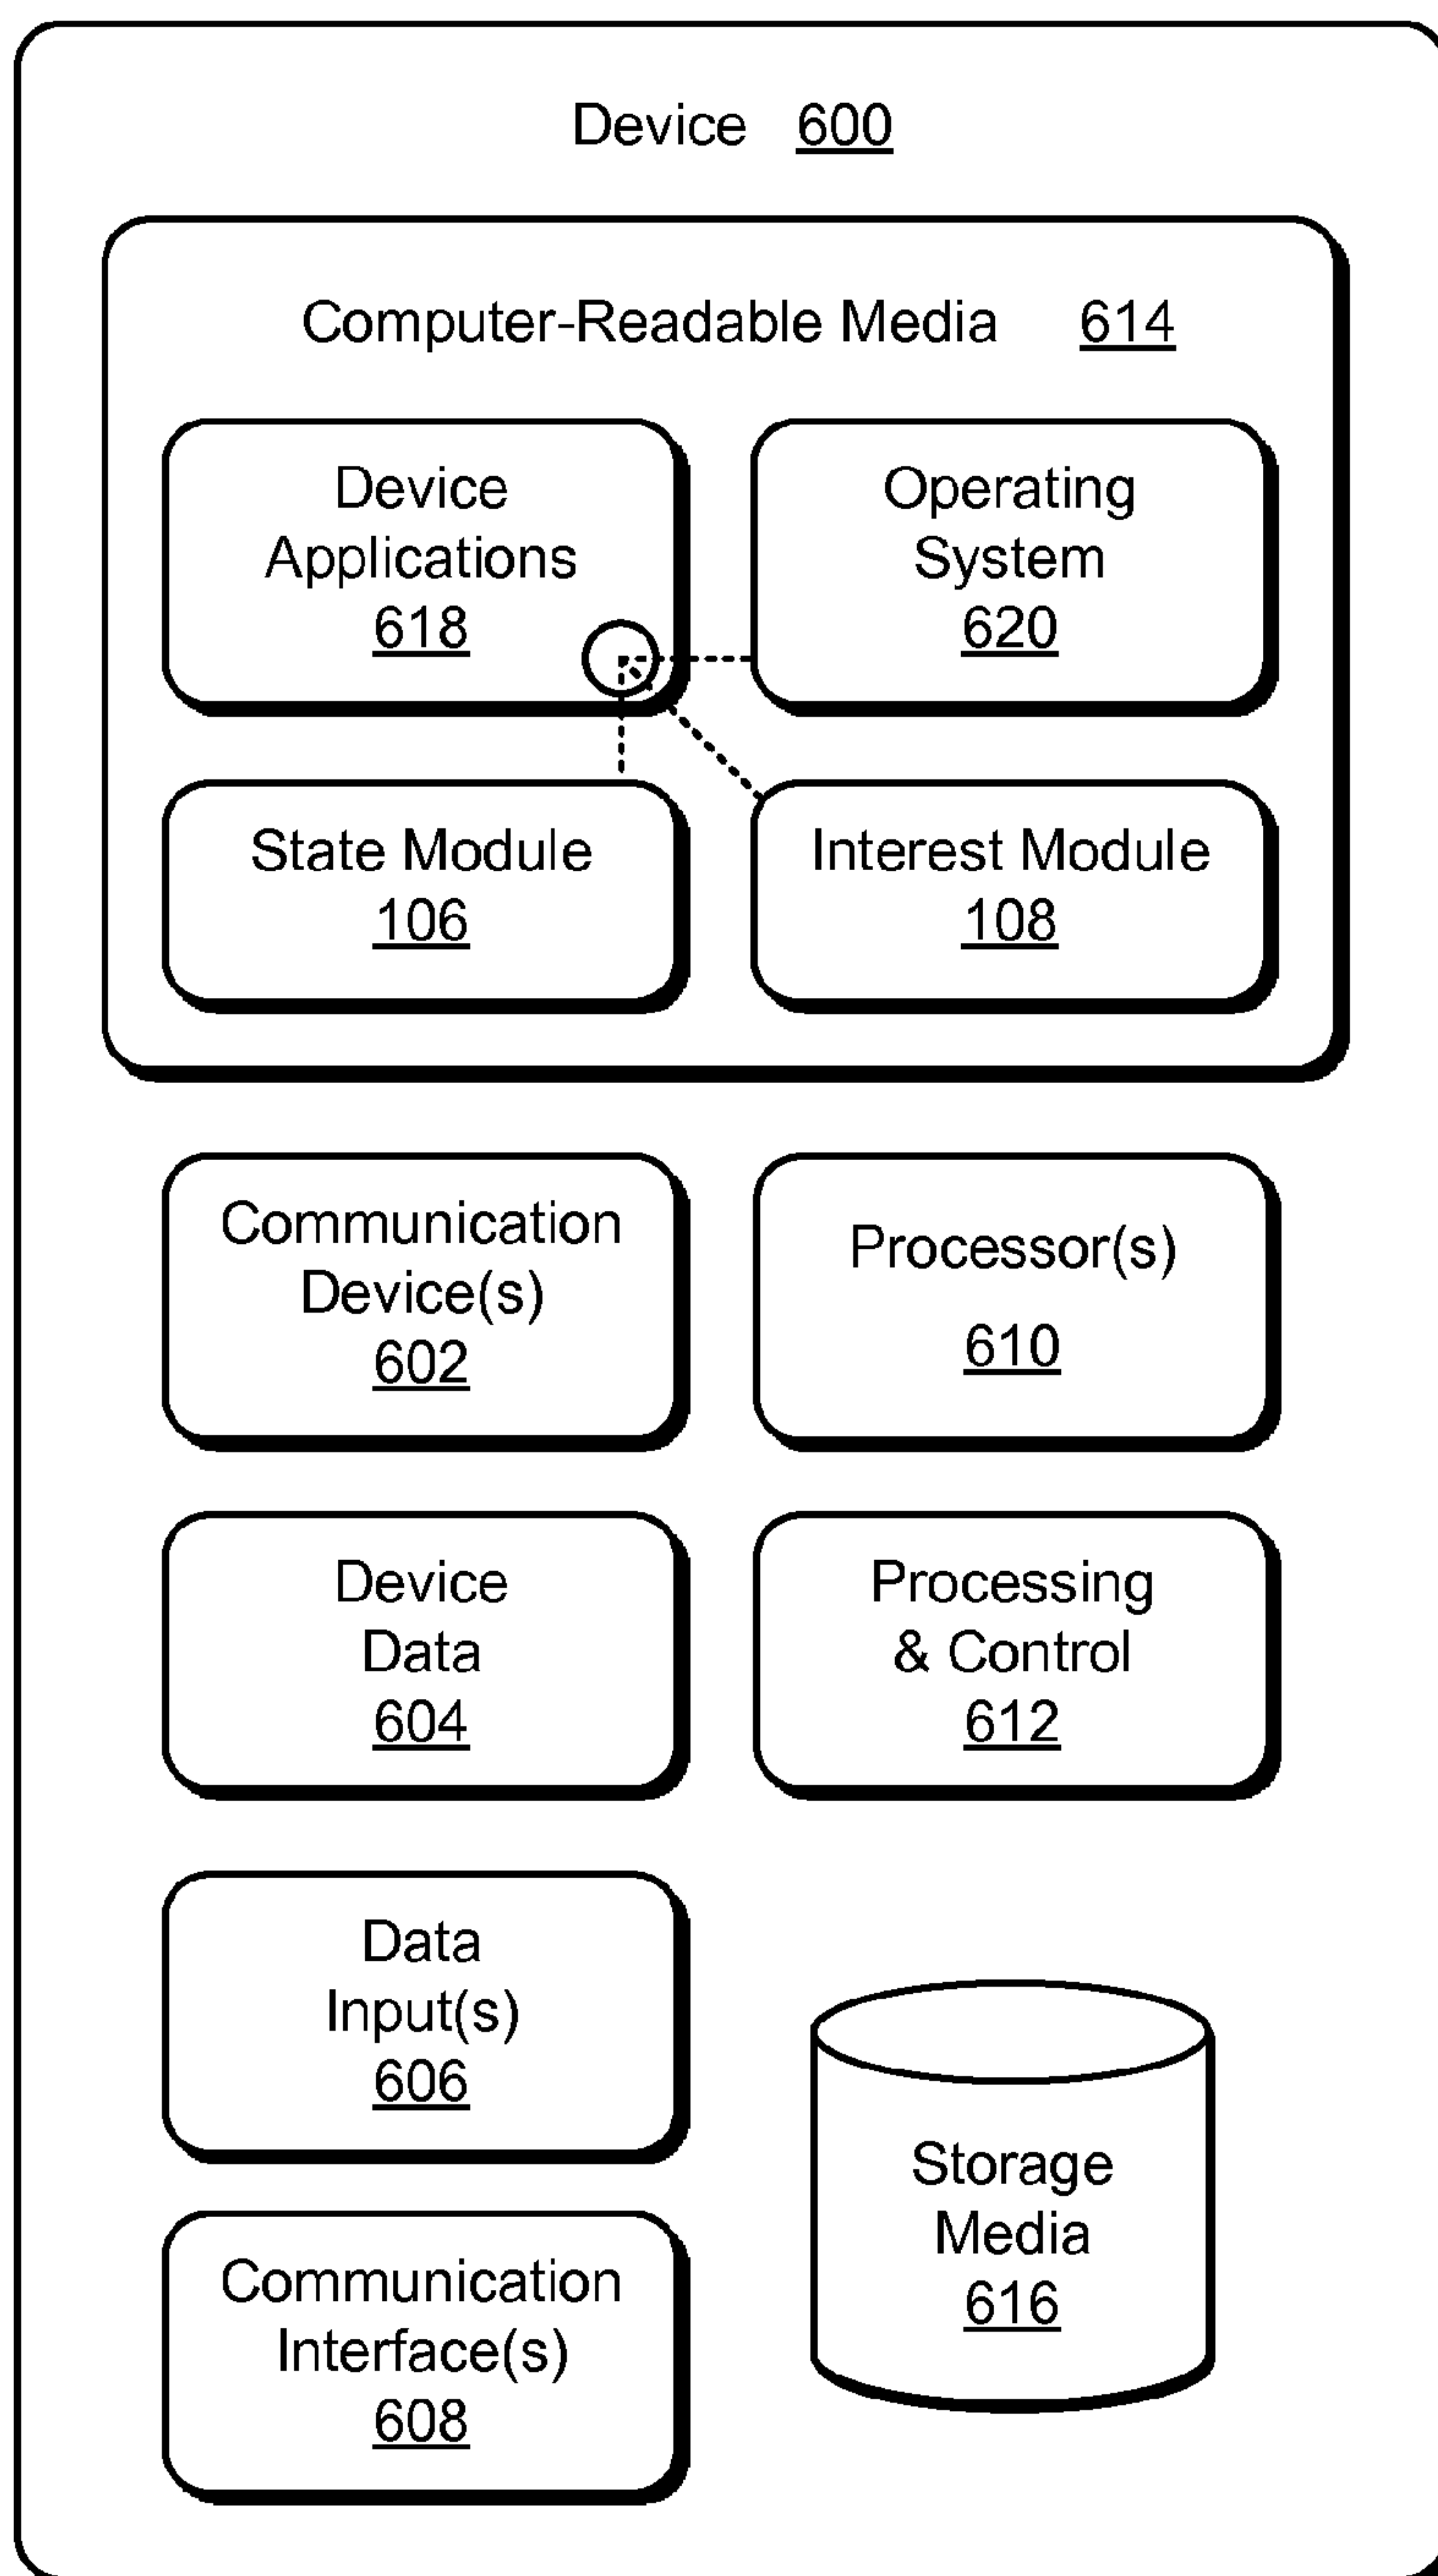 Device 600
Computer-Readable Media 614
Device
Applications
618
Operating
System
620
State Module
106
Interest Module
108
Communication
Device(s)
602
Processor(s)
610
Device
Data
604
Processing
& Control
612
Data
Input(s)
606
Storage
Media
616
Communication
Interface(s)
608